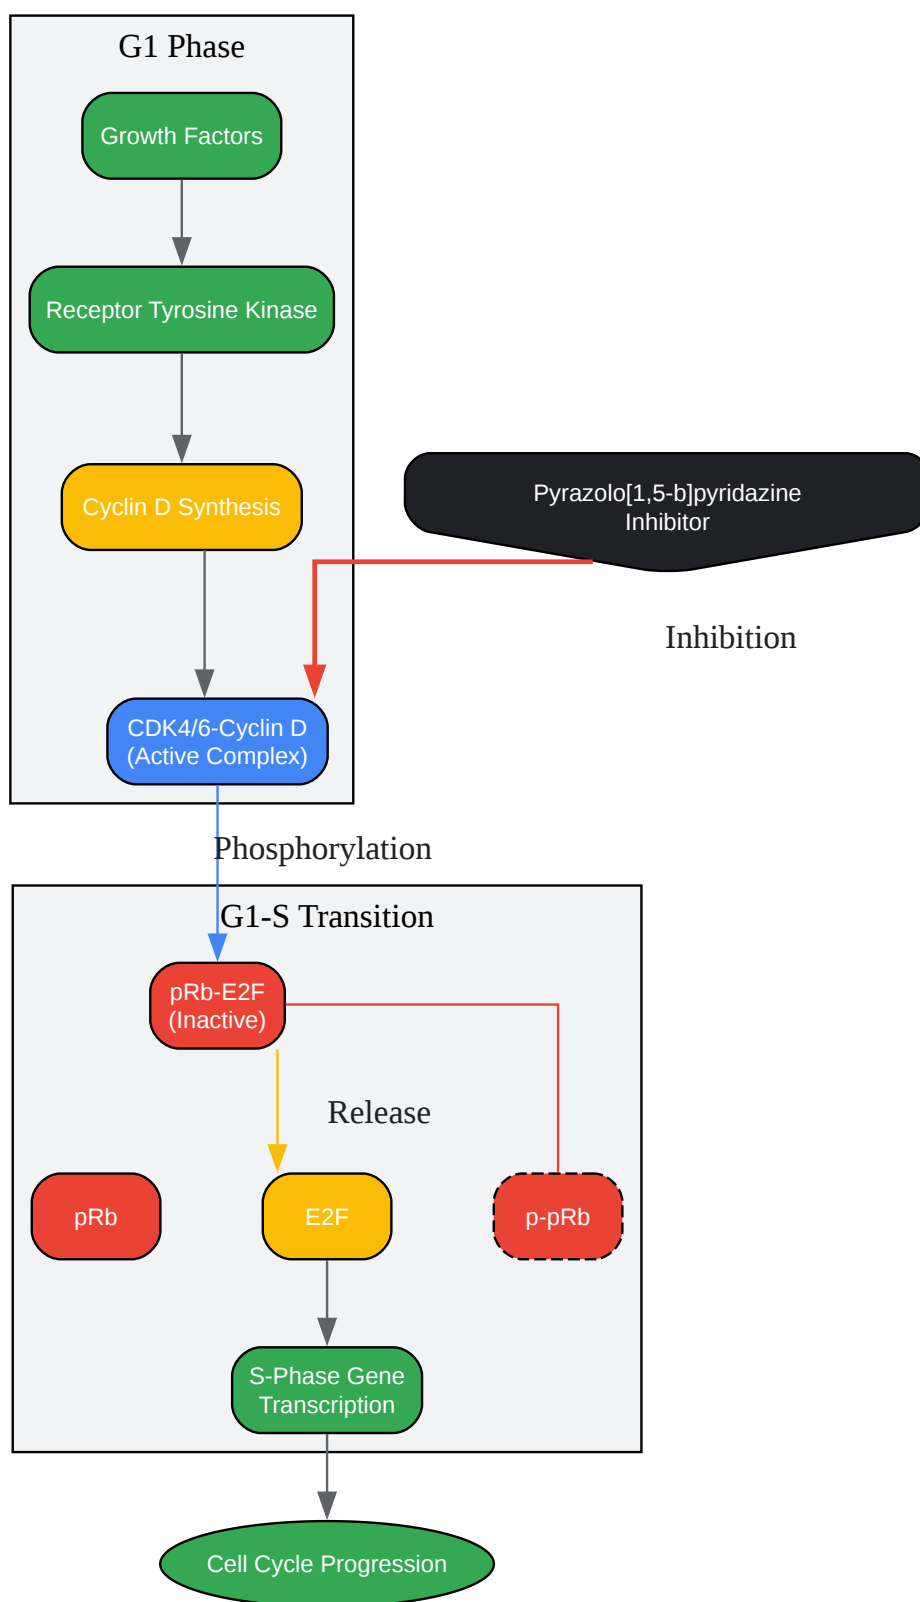 G1 Phase
Growth Factors
Receptor Tyrosine Kinase
Cyclin D Synthesis
Pyrazolo[1,5-b]pyridazine
Inhibitor
Inhibition
CDK4/6-Cyclin D
(Active Complex)
Phosphorylation
G1-S Transition
pRb-E2F
(Inactive)
Release
pRb
E2F
p-pRb
S-Phase Gene
Transcription
Cell Cycle Progression